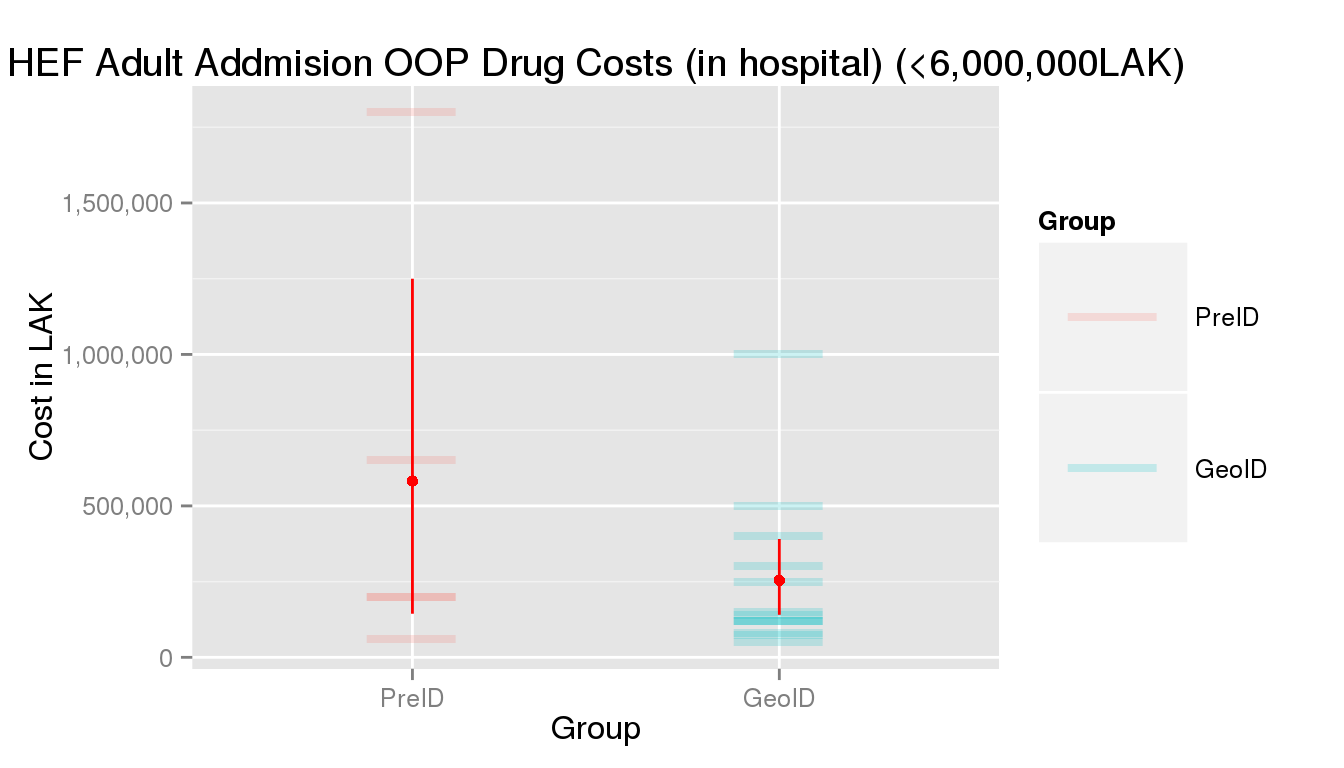 HEF Adult Addmision OOP Drug Costs (in hospital) (<6,000,000LAK)
Cost in LAK
1,500,000
1,000,000
500,000
0
PreID
GeoID
Group
Group
PreID
GeoID